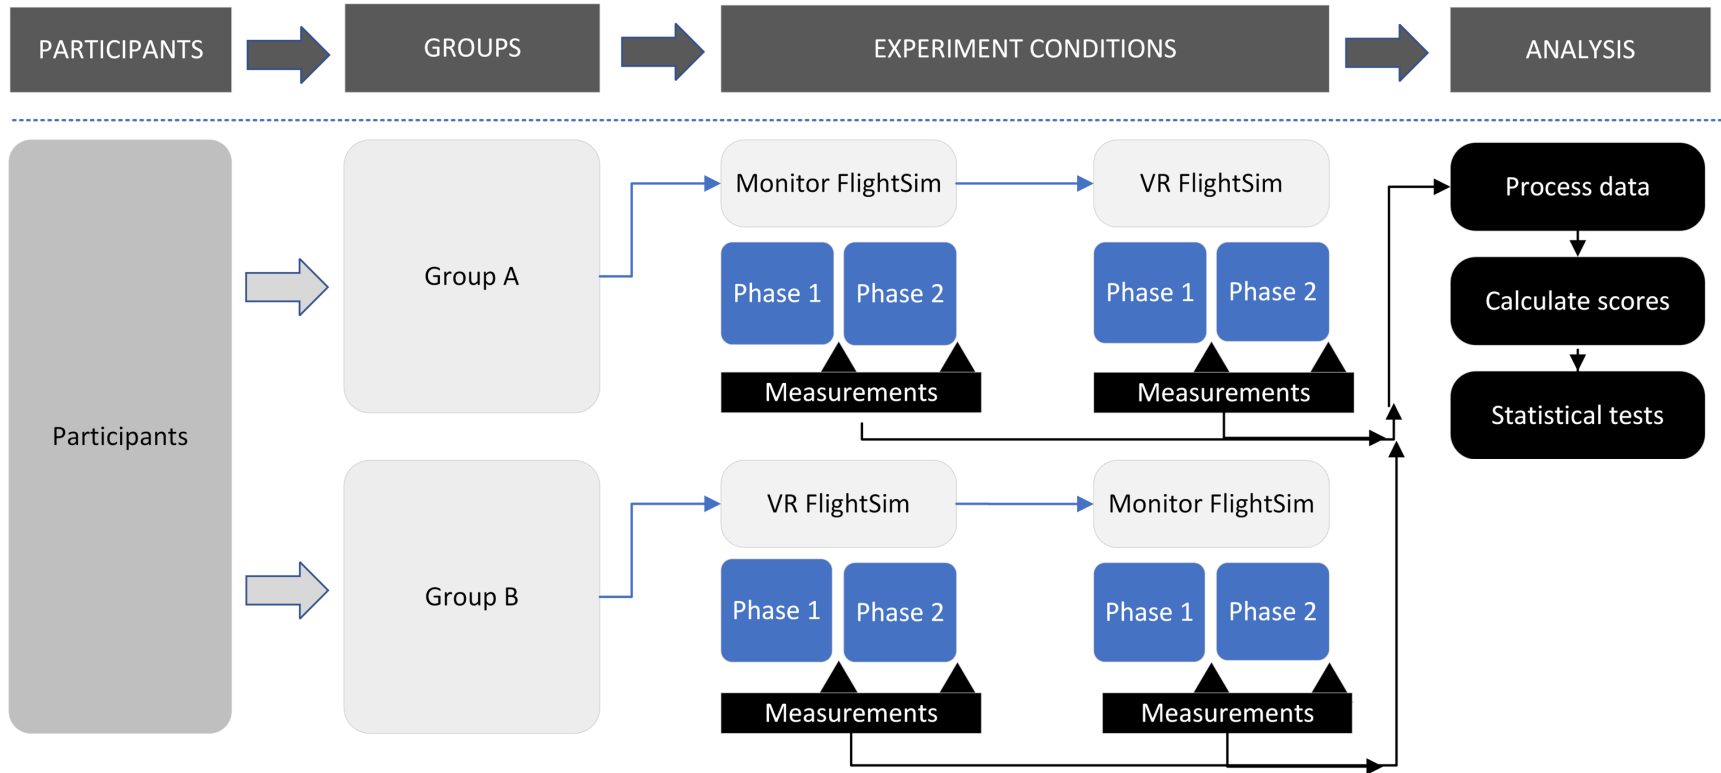 PARTICIPANTS
GROUPS
EXPERIMENT CONDITIONS
ANALYSIS
Participants
Group A
Monitor FlightSim
VR FlightSim
Phase 1
Phase 2
Phase 1
Phase 2
Measurements
Measurements
Group B
VR FlightSim
Monitor FlightSim
Phase 1
Phase 2
Phase 1
Phase 2
Measurements
Measurements
Process data
Calculate scores
Statistical tests